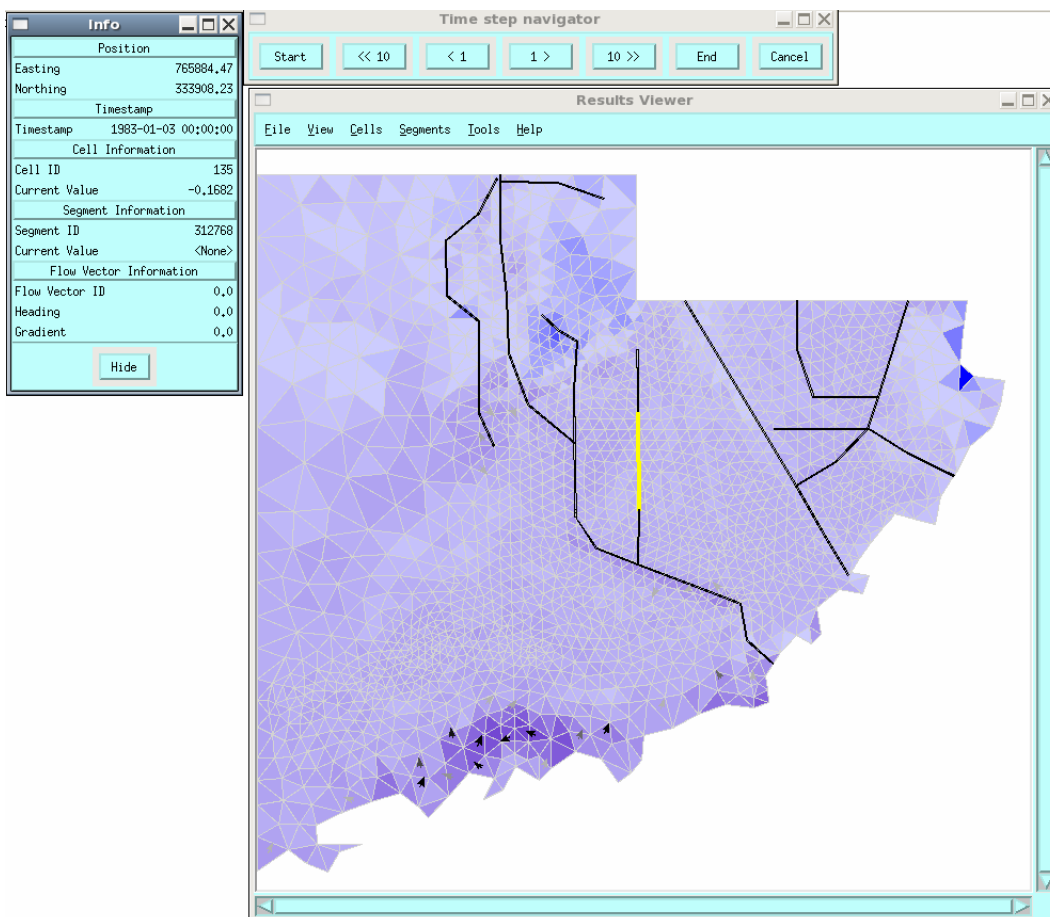 Info
Position
Easting 765884.47
Northing 333908.23
Timestamp
Timestamp 1983-01-03 00:00:00
Cell Information
Cell ID 135
Current Value -0.1682
Segment Information
Segment ID 312768
Current Value <None>
Flow Vector Information
Flow Vector ID 0.0
Heading 0.0
Gradient 0.0
Hide
Time step navigator
Start << 10 < 1 1 > 10 >> End Cancel
Results Viewer
File View Cells Segments Tools Help